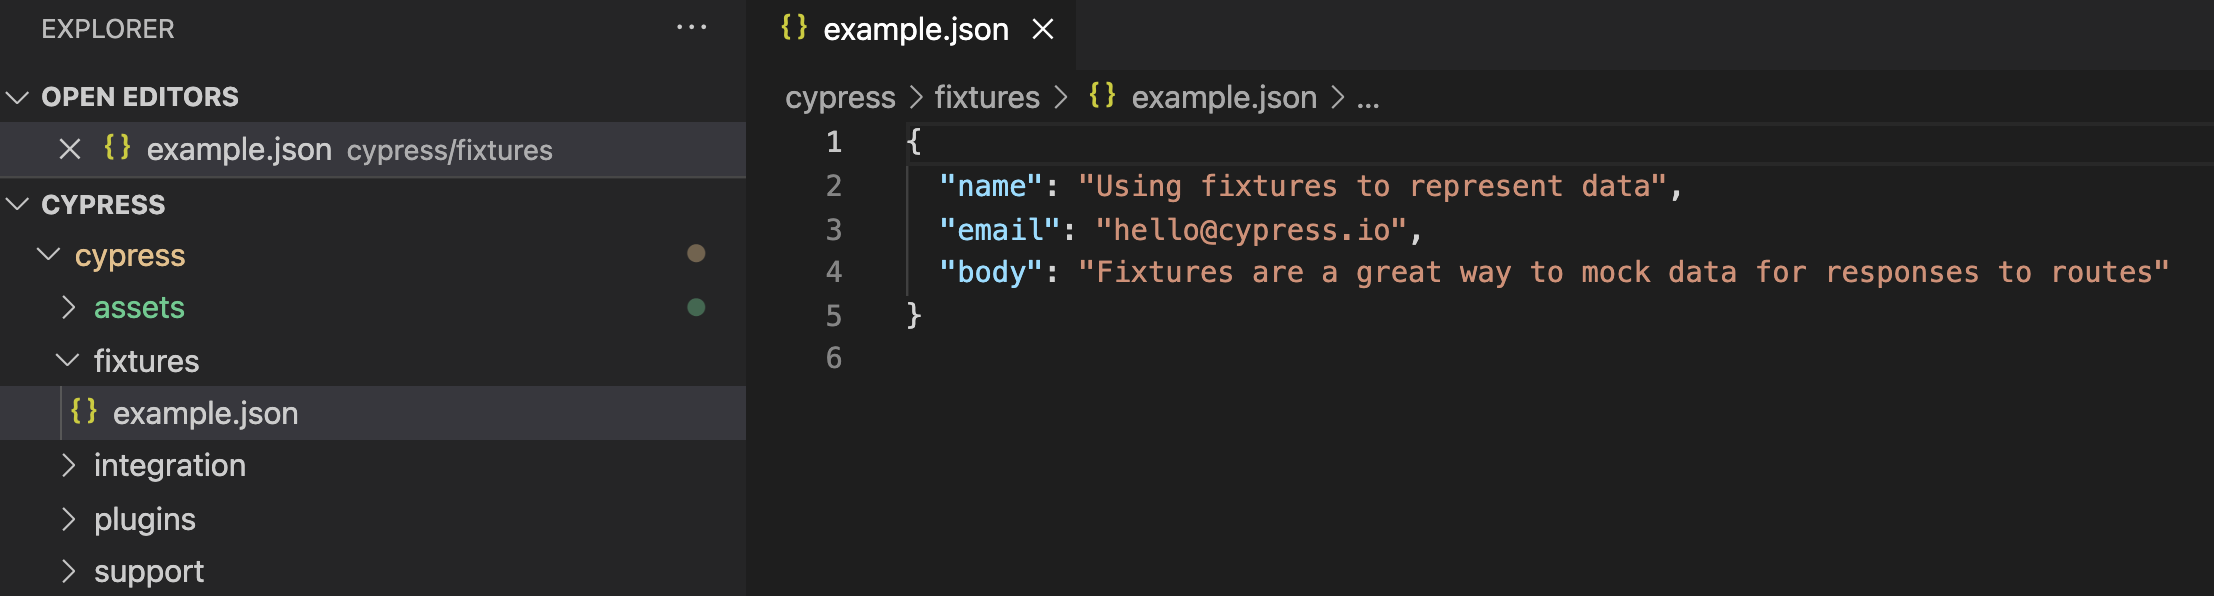 EXPLORER ...
OPEN EDITORS
example.json cypress/fixtures
CYPRESS
cypress
assets
fixtures
{} example.json
integration
plugins
support
{} example.json
cypress > fixtures > {} example.json > ...
1 {
2 "name": "Using fixtures to represent data",
3 "email": "hello@cypress.io",
4 "body": "Fixtures are a great way to mock data for responses to routes"
5 }
6